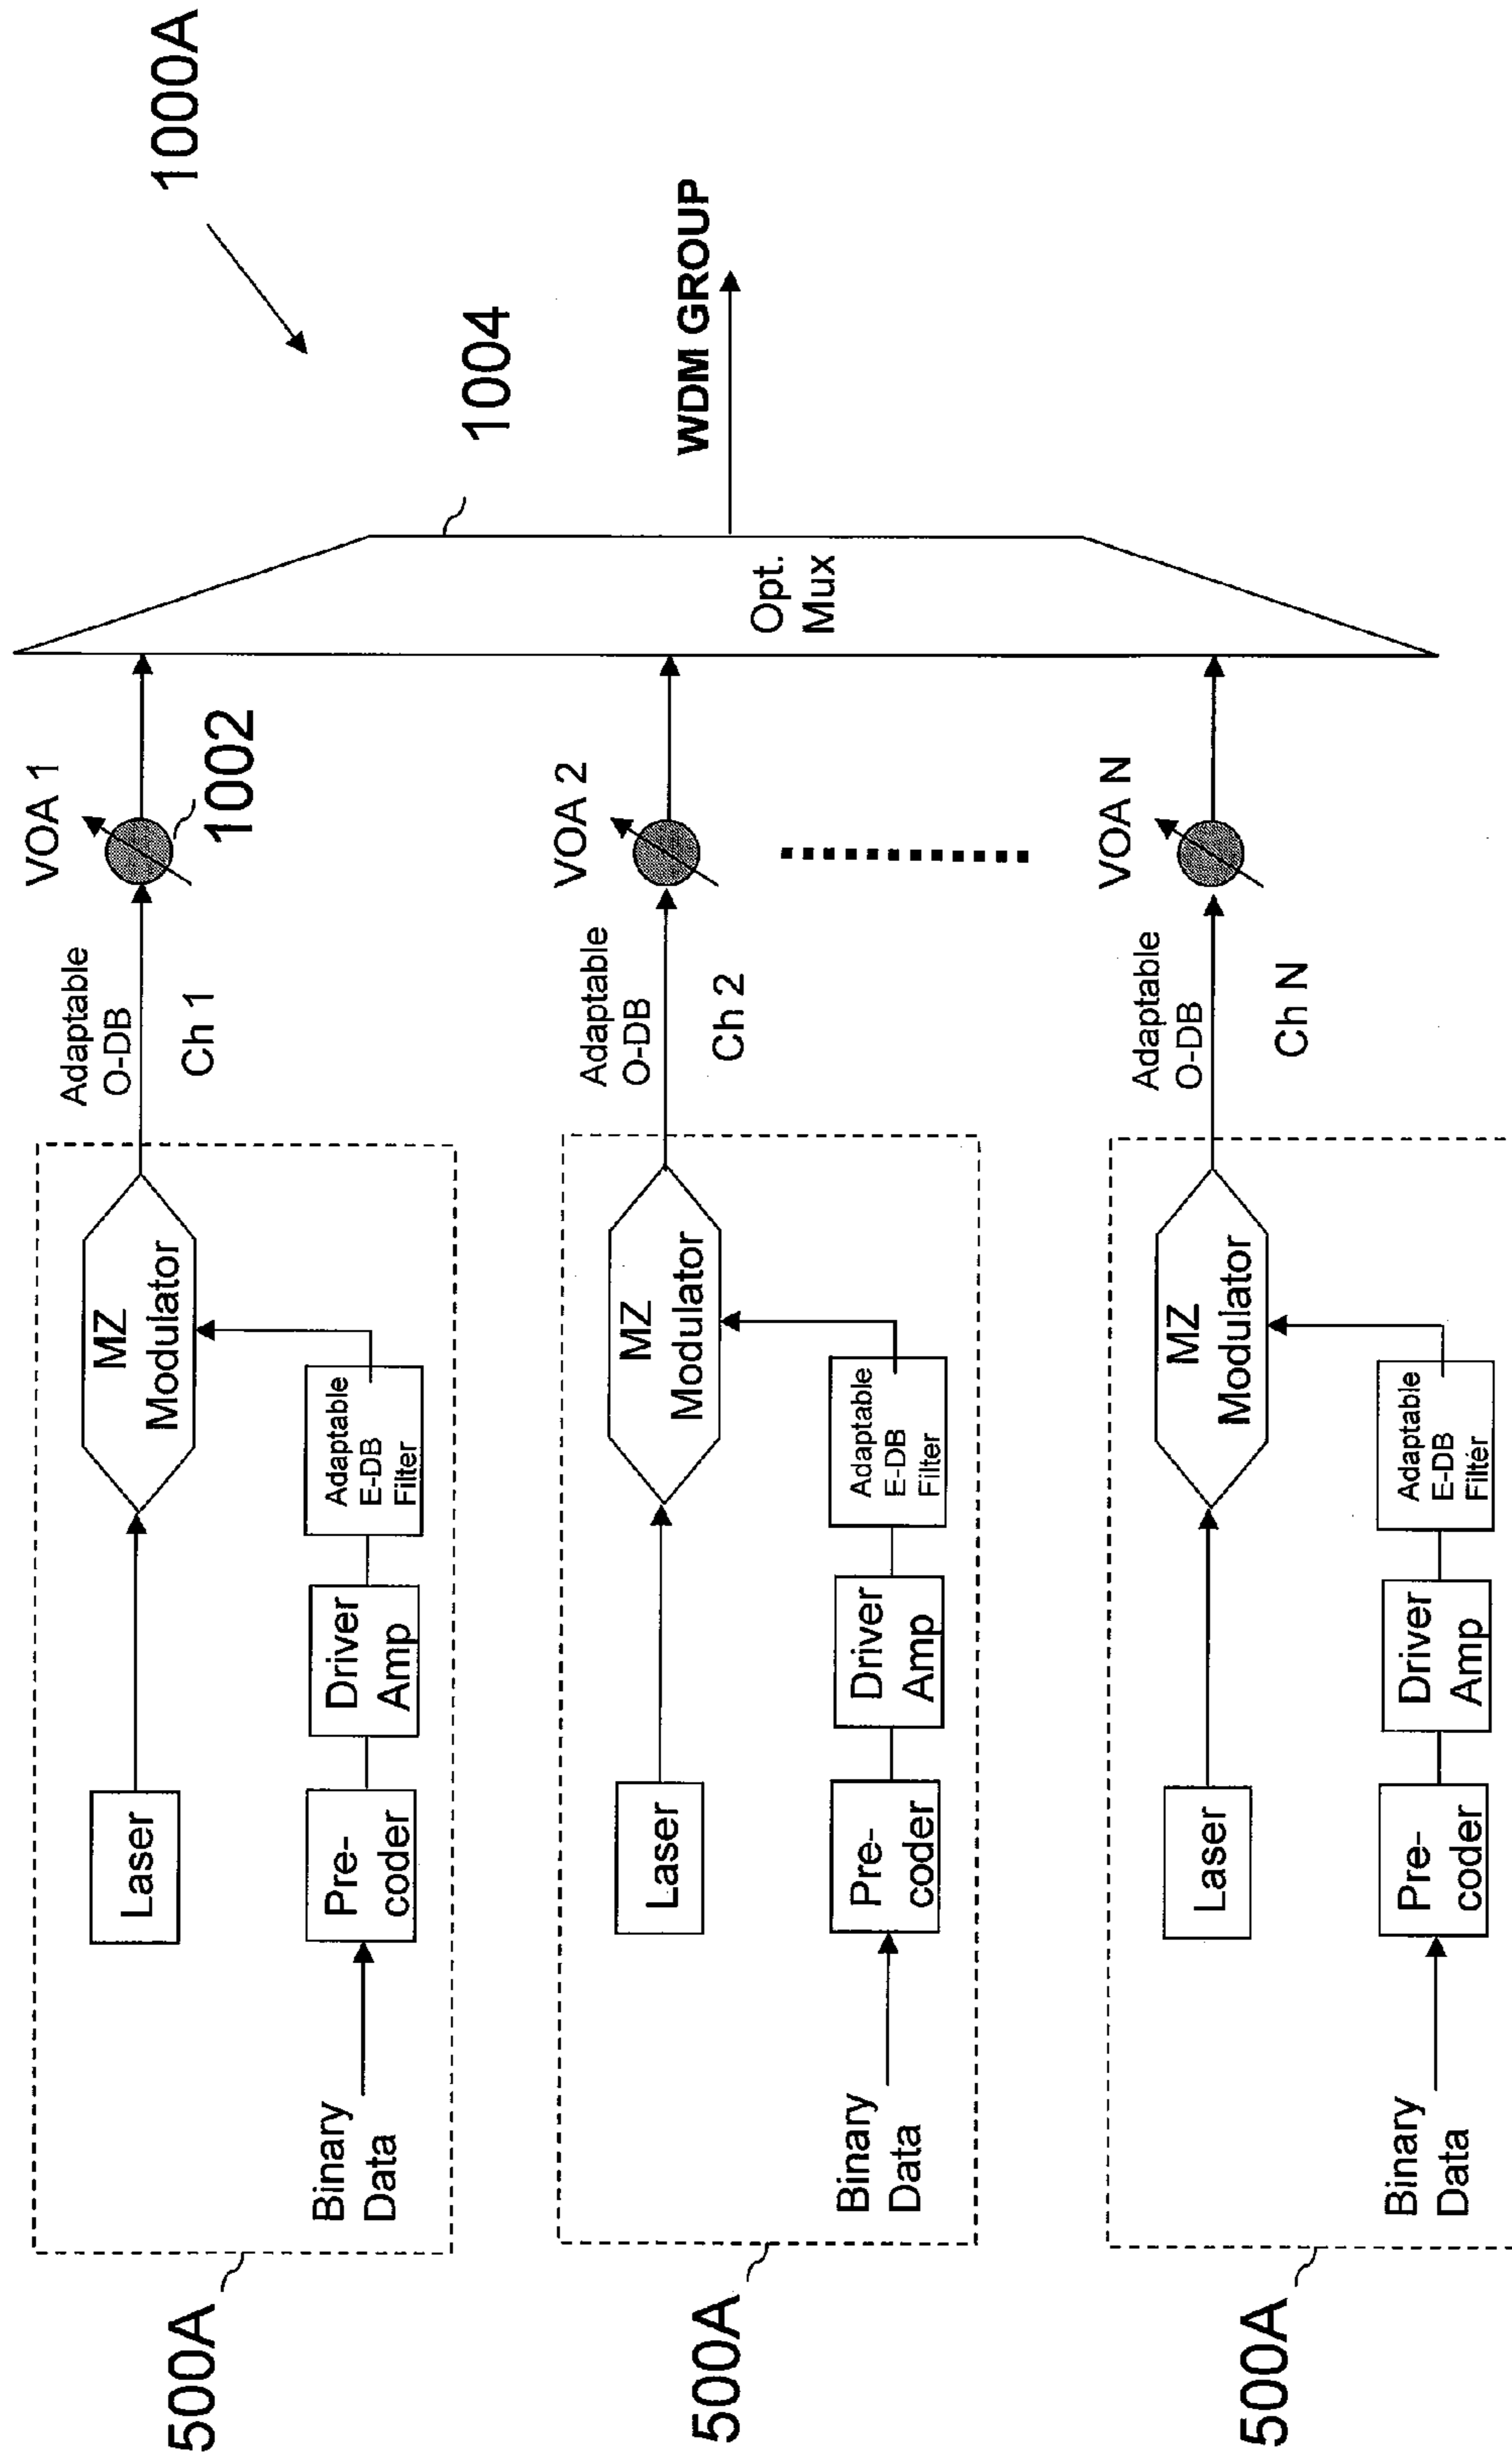 1000A
500A
Binary
Data
Laser
Pre-
coder
Driver
Amp
Adaptable
E-DB
Filter
MZ
Modulator
Adaptable
O-DB
Ch 1
VOA 1
1002
500A
Binary
Data
Laser
Pre-
coder
Driver
Amp
Adaptable
E-DB
Filter
MZ
Modulator
Adaptable
O-DB
Ch 2
VOA 2
500A
Binary
Data
Laser
Pre-
coder
Driver
Amp
Adaptable
E-DB
Filter
MZ
Modulator
Adaptable
O-DB
Ch N
VOA N
Opt.
Mux
1004
WDM GROUP